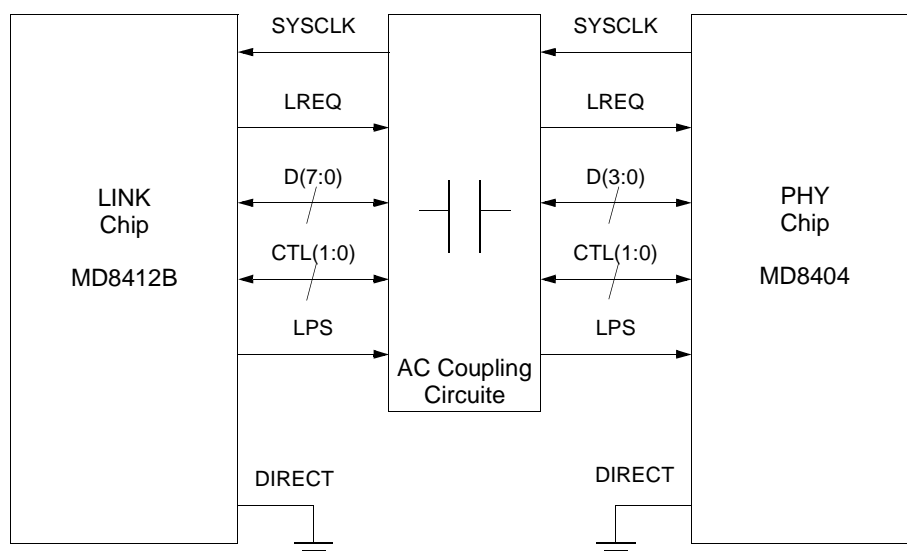 SYSCLK
SYSCLK
LREQ
LREQ
D(7:0)
D(3:0)
LINK
Chip
MD8412B
PHY
Chip
MD8404
CTL(1:0)
CTL(1:0)
LPS
LPS
AC Coupling
Circuite
DIRECT
DIRECT